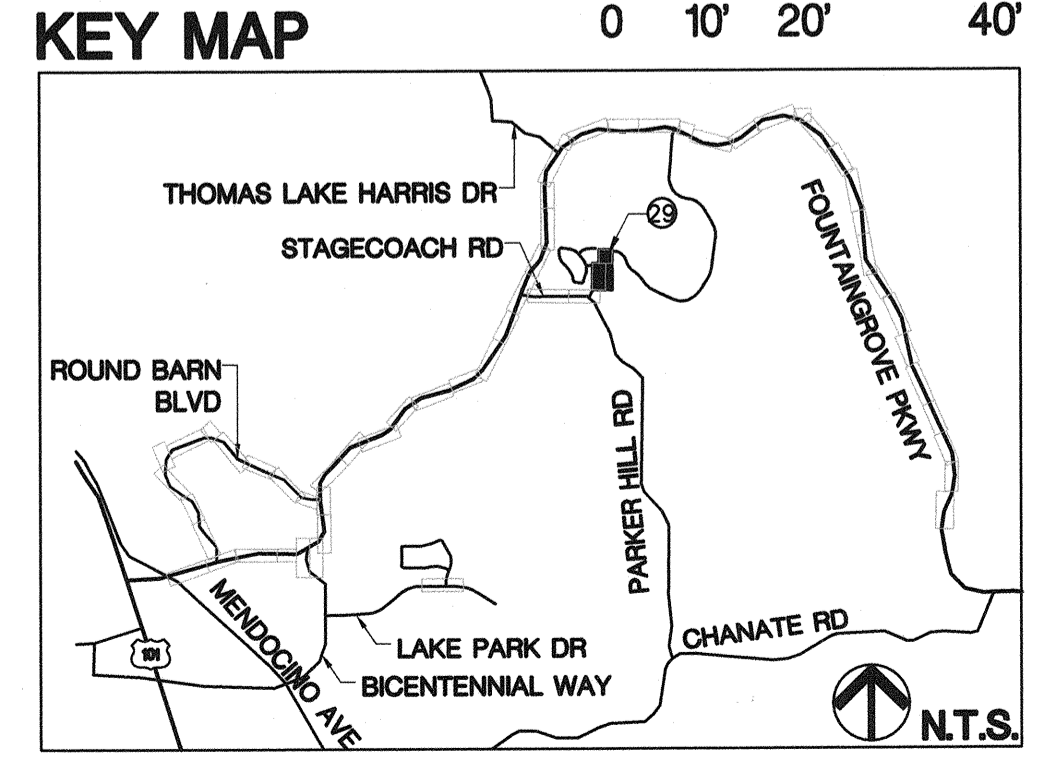 KEY MAP
0 10' 20' 40'
THOMAS LAKE HARRIS DR
29
STAGECOACH RD
FOUNTAINGROVE PKWY
ROUND BARN
BLVD
PARKER HILL RD
MENDOCINO AVE
CHANATE RD
101
LAKE PARK DR
BICENTENNIAL WAY
N.T.S.